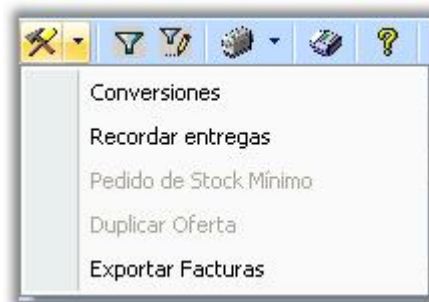 Conversiones
Recordar entregas
Pedido de Stock Mínimo
Duplicar Oferta
Exportar Facturas